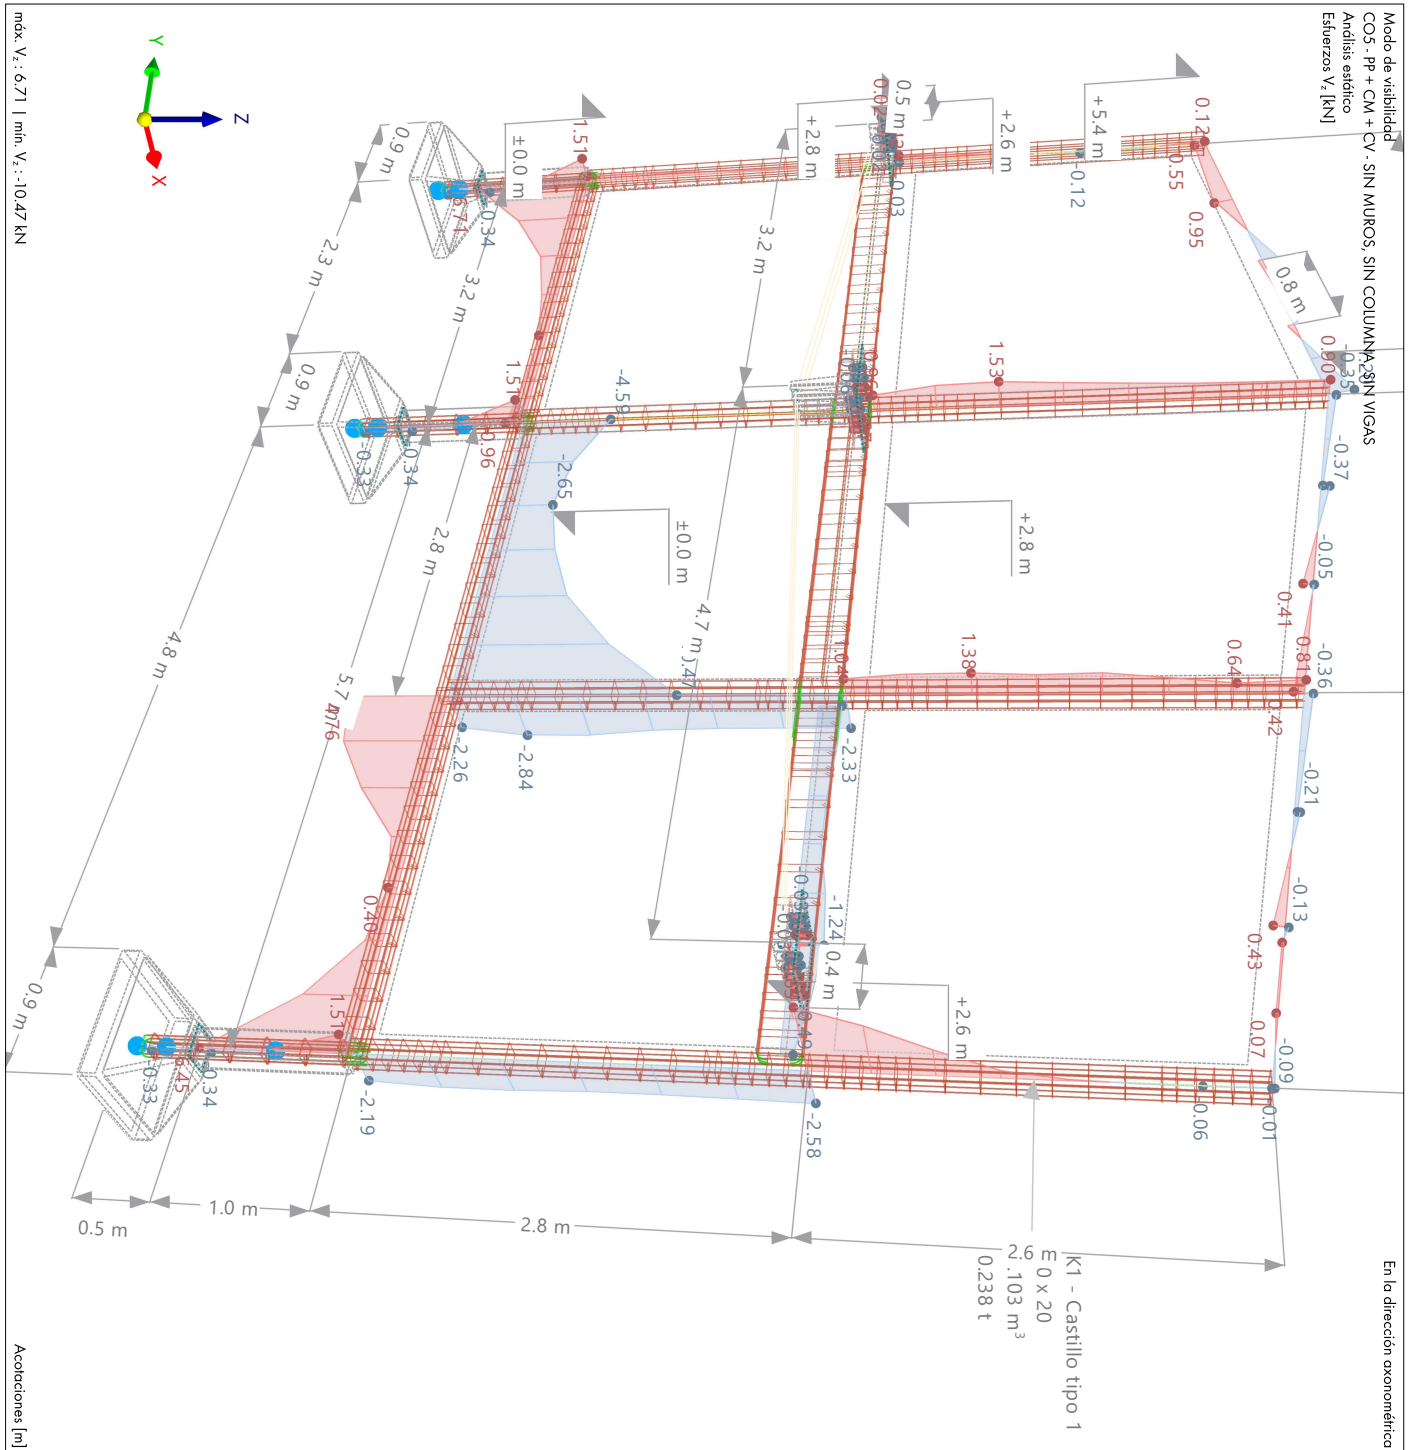 Modo de visibilidad
CO5 - PP + CM + CV - SIN MUROS, SIN COLUMNA, SIN VIGAS
Análisis estático
Esfuerzos Vz [kN]
En la dirección axonométrica
0.12
0.55
0.95
+5.4 m
-0.12
0.8 m
0.90
-0.35
-0.37
-0.05
0.41
0.81
-0.36
0.64
0.42
-0.21
-0.13
0.43
0.07
-0.09
0.01
0.06
0.5 m
+2.6 m
+2.8 m
0.03
3.2 m
1.53
+2.8 m
1.38
1.04
-2.33
4.7 m
-1.24
0.4 m
+2.6 m
0.49
-2.58
2.6 m
K1 - Castillo tipo 1
0 x 20
.103 m³
0.238 t
1.51
±0.0 m
6.71
0.34
3.2 m
0.9 m
2.3 m
1.51
-4.59
-2.65
±0.0 m
0.96
0.34
-0.33
0.9 m
2.8 m
-2.26
-2.84
4.8 m
5.7 m
4.76
0.40
1.51
-2.19
0.34
0.9 m
2.8 m
1.0 m
0.5 m
Z
Y
X
máx. Vz : 6.71 | mín. Vz : -10.47 kN
Acotaciones [m]